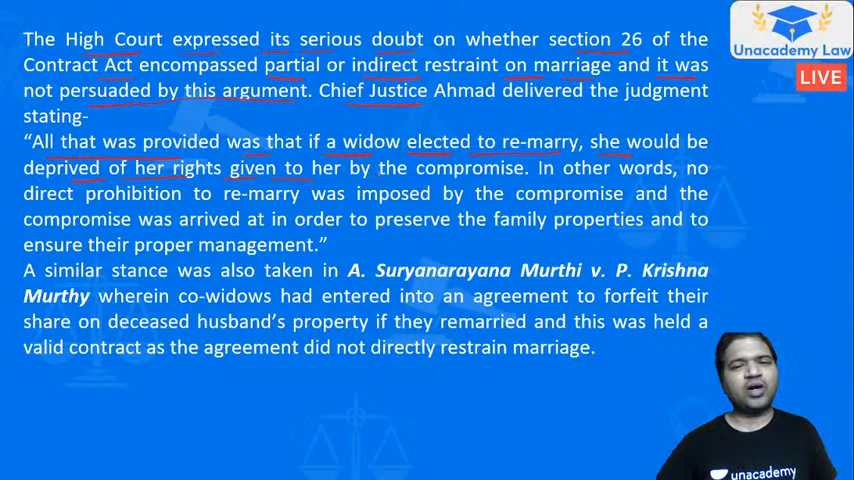 The High Court expressed its serious doubt on whether section 26 of the
Contract Act encompassed partial or indirect restraint on marriage and it was
not persuaded by this argument. Chief Justice Ahmad delivered the judgment
stating-
“All that was provided was that if a widow elected to re-marry, she would be
deprived of her rights given to her by the compromise. In other words, no
direct prohibition to re-marry was imposed by the compromise and the
compromise was arrived at in order to preserve the family properties and to
ensure their proper management.”
A similar stance was also taken in A. Suryanarayana Murthi v. P. Krishna
Murthy wherein co-widows had entered into an agreement to forfeit their
share on deceased husband’s property if they remarried and this was held a
valid contract as the agreement did not directly restrain marriage.
Unacademy Law
LIVE
unacademy